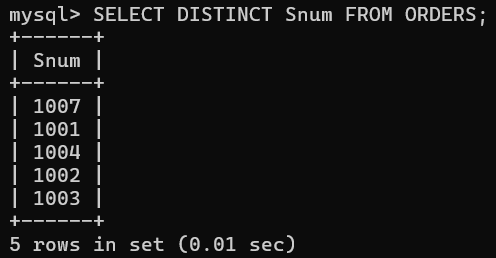 mysql> SELECT DISTINCT Snum FROM ORDERS;
+------+
| Snum |
+------+
| 1007 |
| 1001 |
| 1004 |
| 1002 |
| 1003 |
+------+
5 rows in set (0.01 sec)